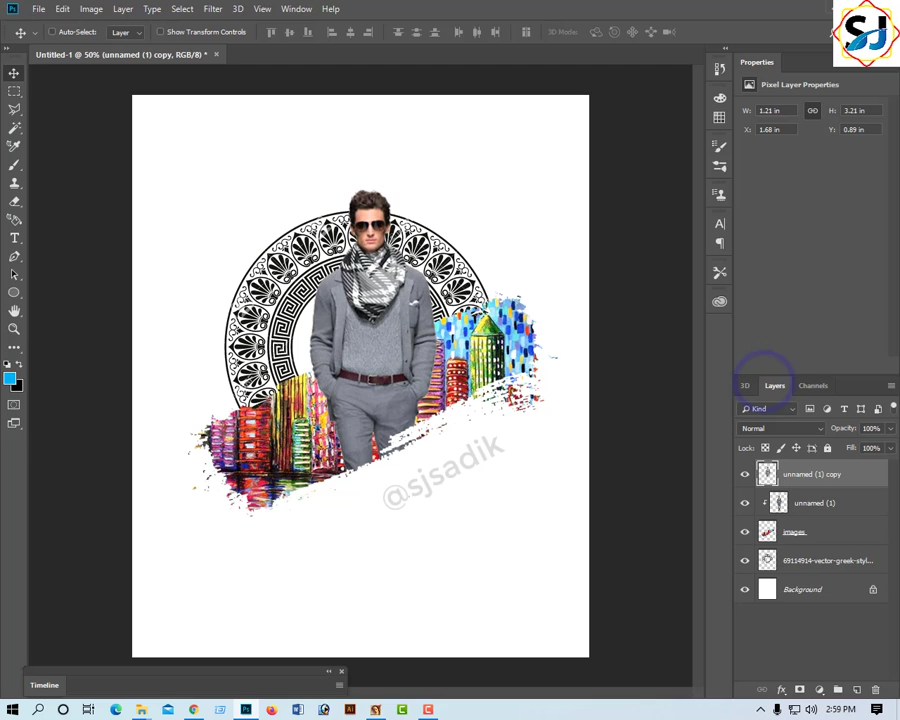 File Edit Image Layer Type Select Filter 3D View Window Help
SJ
Auto-Select: Layer Show Transform Controls 3D Mode:
Untitled-1 @ 50% (unnamed (1) copy, RGB/8) * ×
Properties
Pixel Layer Properties
W: 1.21 in H: 3.21 in
X: 1.68 in Y: 0.89 in
3D Layers Channels
Kind
Normal Opacity: 100%
Lock: Fill: 100%
unnamed (1) copy
unnamed (1)
images
69114914-vector-greek-styl...
Background
@sjsadik
Timeline
2:59 PM